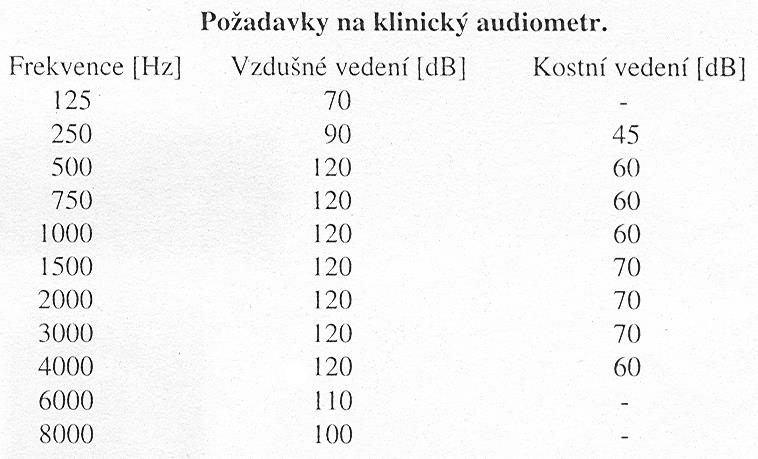 Požadavky na klinický audiometr.
Frekvence [Hz] Vzdušné vedení [dB] Kostní vedení [dB]
125 70 -
250 90 45
500 120 60
750 120 60
1000 120 60
1500 120 70
2000 120 70
3000 120 70
4000 120 60
6000 110 -
8000 100 -